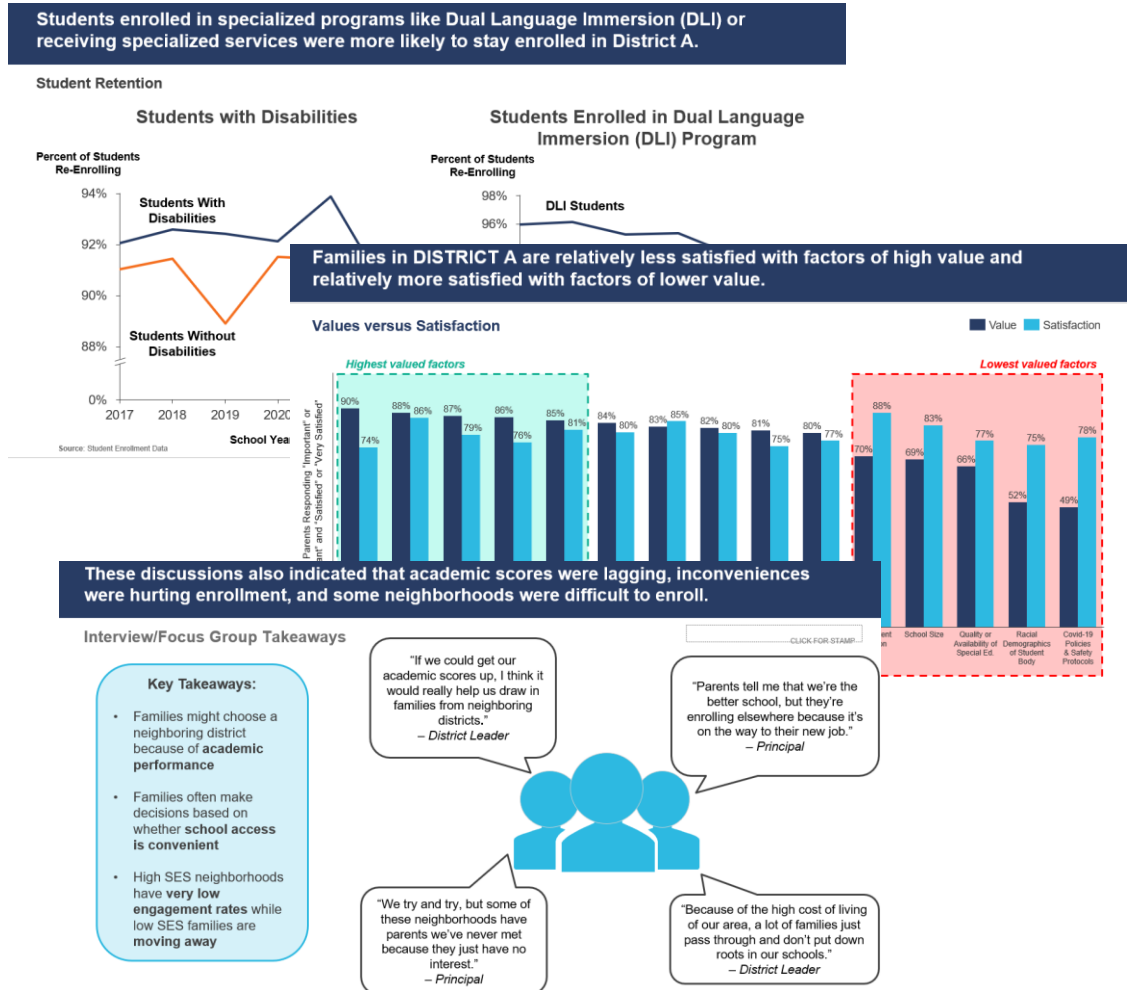 Students enrolled in specialized programs like Dual Language Immersion (DLI) or
receiving specialized services were more likely to stay enrolled in District A.
Student Retention
Students with Disabilities
Percent of Students
Re-Enrolling
94%
92%
90%
88%
0%
Students With
Disabilities
Students Without
Disabilities
2017 2018 2019 2020
School Year
Source: Student Enrollment Data
Students Enrolled in Dual Language
Immersion (DLI) Program
Percent of Students
Re-Enrolling
98%
96%
DLI Students
Families in DISTRICT A are relatively less satisfied with factors of high value and
relatively more satisfied with factors of lower value.
Values versus Satisfaction
Value Satisfaction
Highest valued factors
Lowest valued factors
Parents Responding "Important" or
ant" and "Satisfied" or "Very Satisfied"
90% 74% 88% 86% 87% 79% 86% 76% 85% 81% 84% 80% 83% 85% 82% 80% 81% 75% 80% 77% 70% 88% 69% 83% 66% 77% 52% 75% 49% 78%
School Size
Quality or
Availability of
Special Ed.
Racial
Demographics
of Student
Body
Covid-19
Policies
& Safety
Protocols
These discussions also indicated that academic scores were lagging, inconveniences
were hurting enrollment, and some neighborhoods were difficult to enroll.
Interview/Focus Group Takeaways
CLICK FOR STAMP
Key Takeaways:
• Families might choose a
neighboring district
because of academic
performance
• Families often make
decisions based on
whether school access
is convenient
• High SES neighborhoods
have very low
engagement rates while
low SES families are
moving away
"If we could get our
academic scores up, I think it
would really help us draw in
families from neighboring
districts."
– District Leader
"Parents tell me that we're the
better school, but they're
enrolling elsewhere because it's
on the way to their new job."
– Principal
"We try and try, but some of
these neighborhoods have
parents we've never met
because they just have no
interest."
– Principal
"Because of the high cost of living
of our area, a lot of families just
pass through and don't put down
roots in our schools."
– District Leader